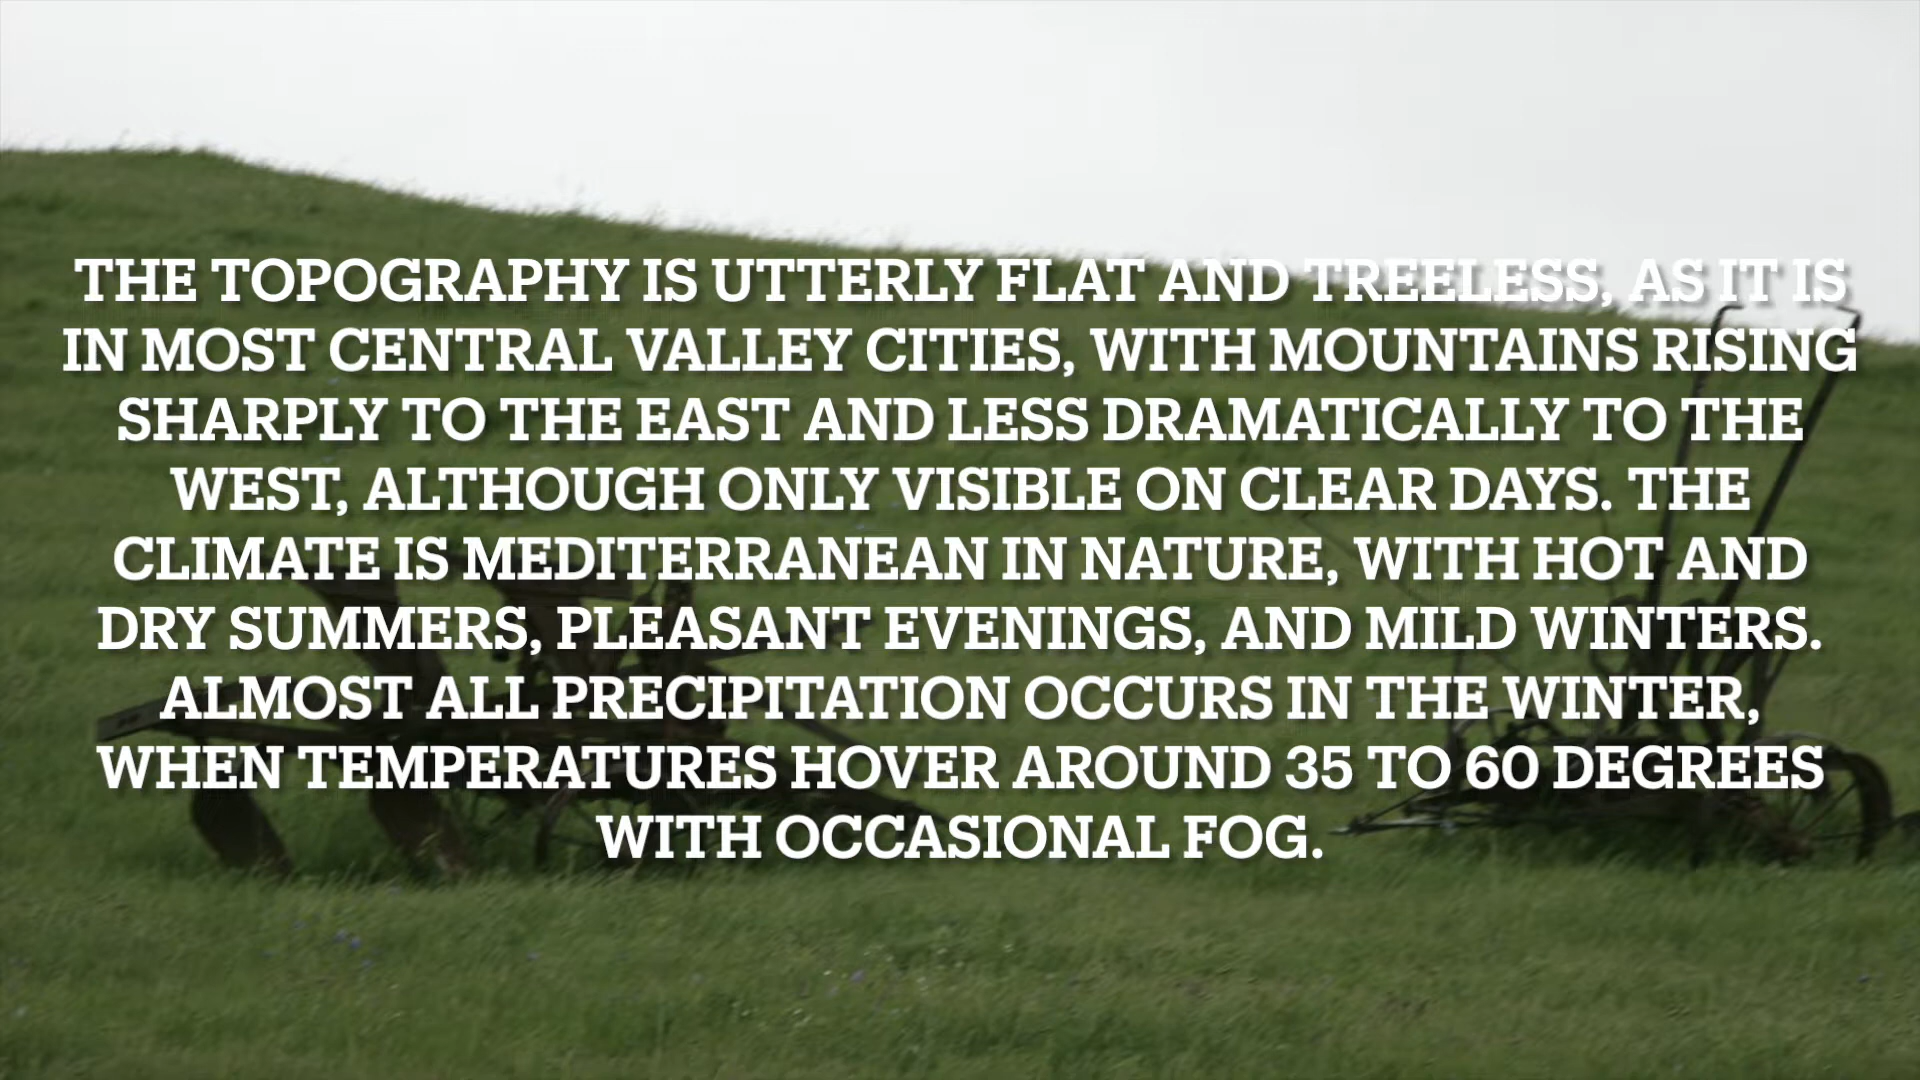 THE TOPOGRAPHY IS UTTERLY FLAT AND TREELESS, AS IT IS
IN MOST CENTRAL VALLEY CITIES, WITH MOUNTAINS RISING
SHARPLY TO THE EAST AND LESS DRAMATICALLY TO THE
WEST, ALTHOUGH ONLY VISIBLE ON CLEAR DAYS. THE
CLIMATE IS MEDITERRANEAN IN NATURE, WITH HOT AND
DRY SUMMERS, PLEASANT EVENINGS, AND MILD WINTERS.
ALMOST ALL PRECIPITATION OCCURS IN THE WINTER,
WHEN TEMPERATURES HOVER AROUND 35 TO 60 DEGREES
WITH OCCASIONAL FOG.